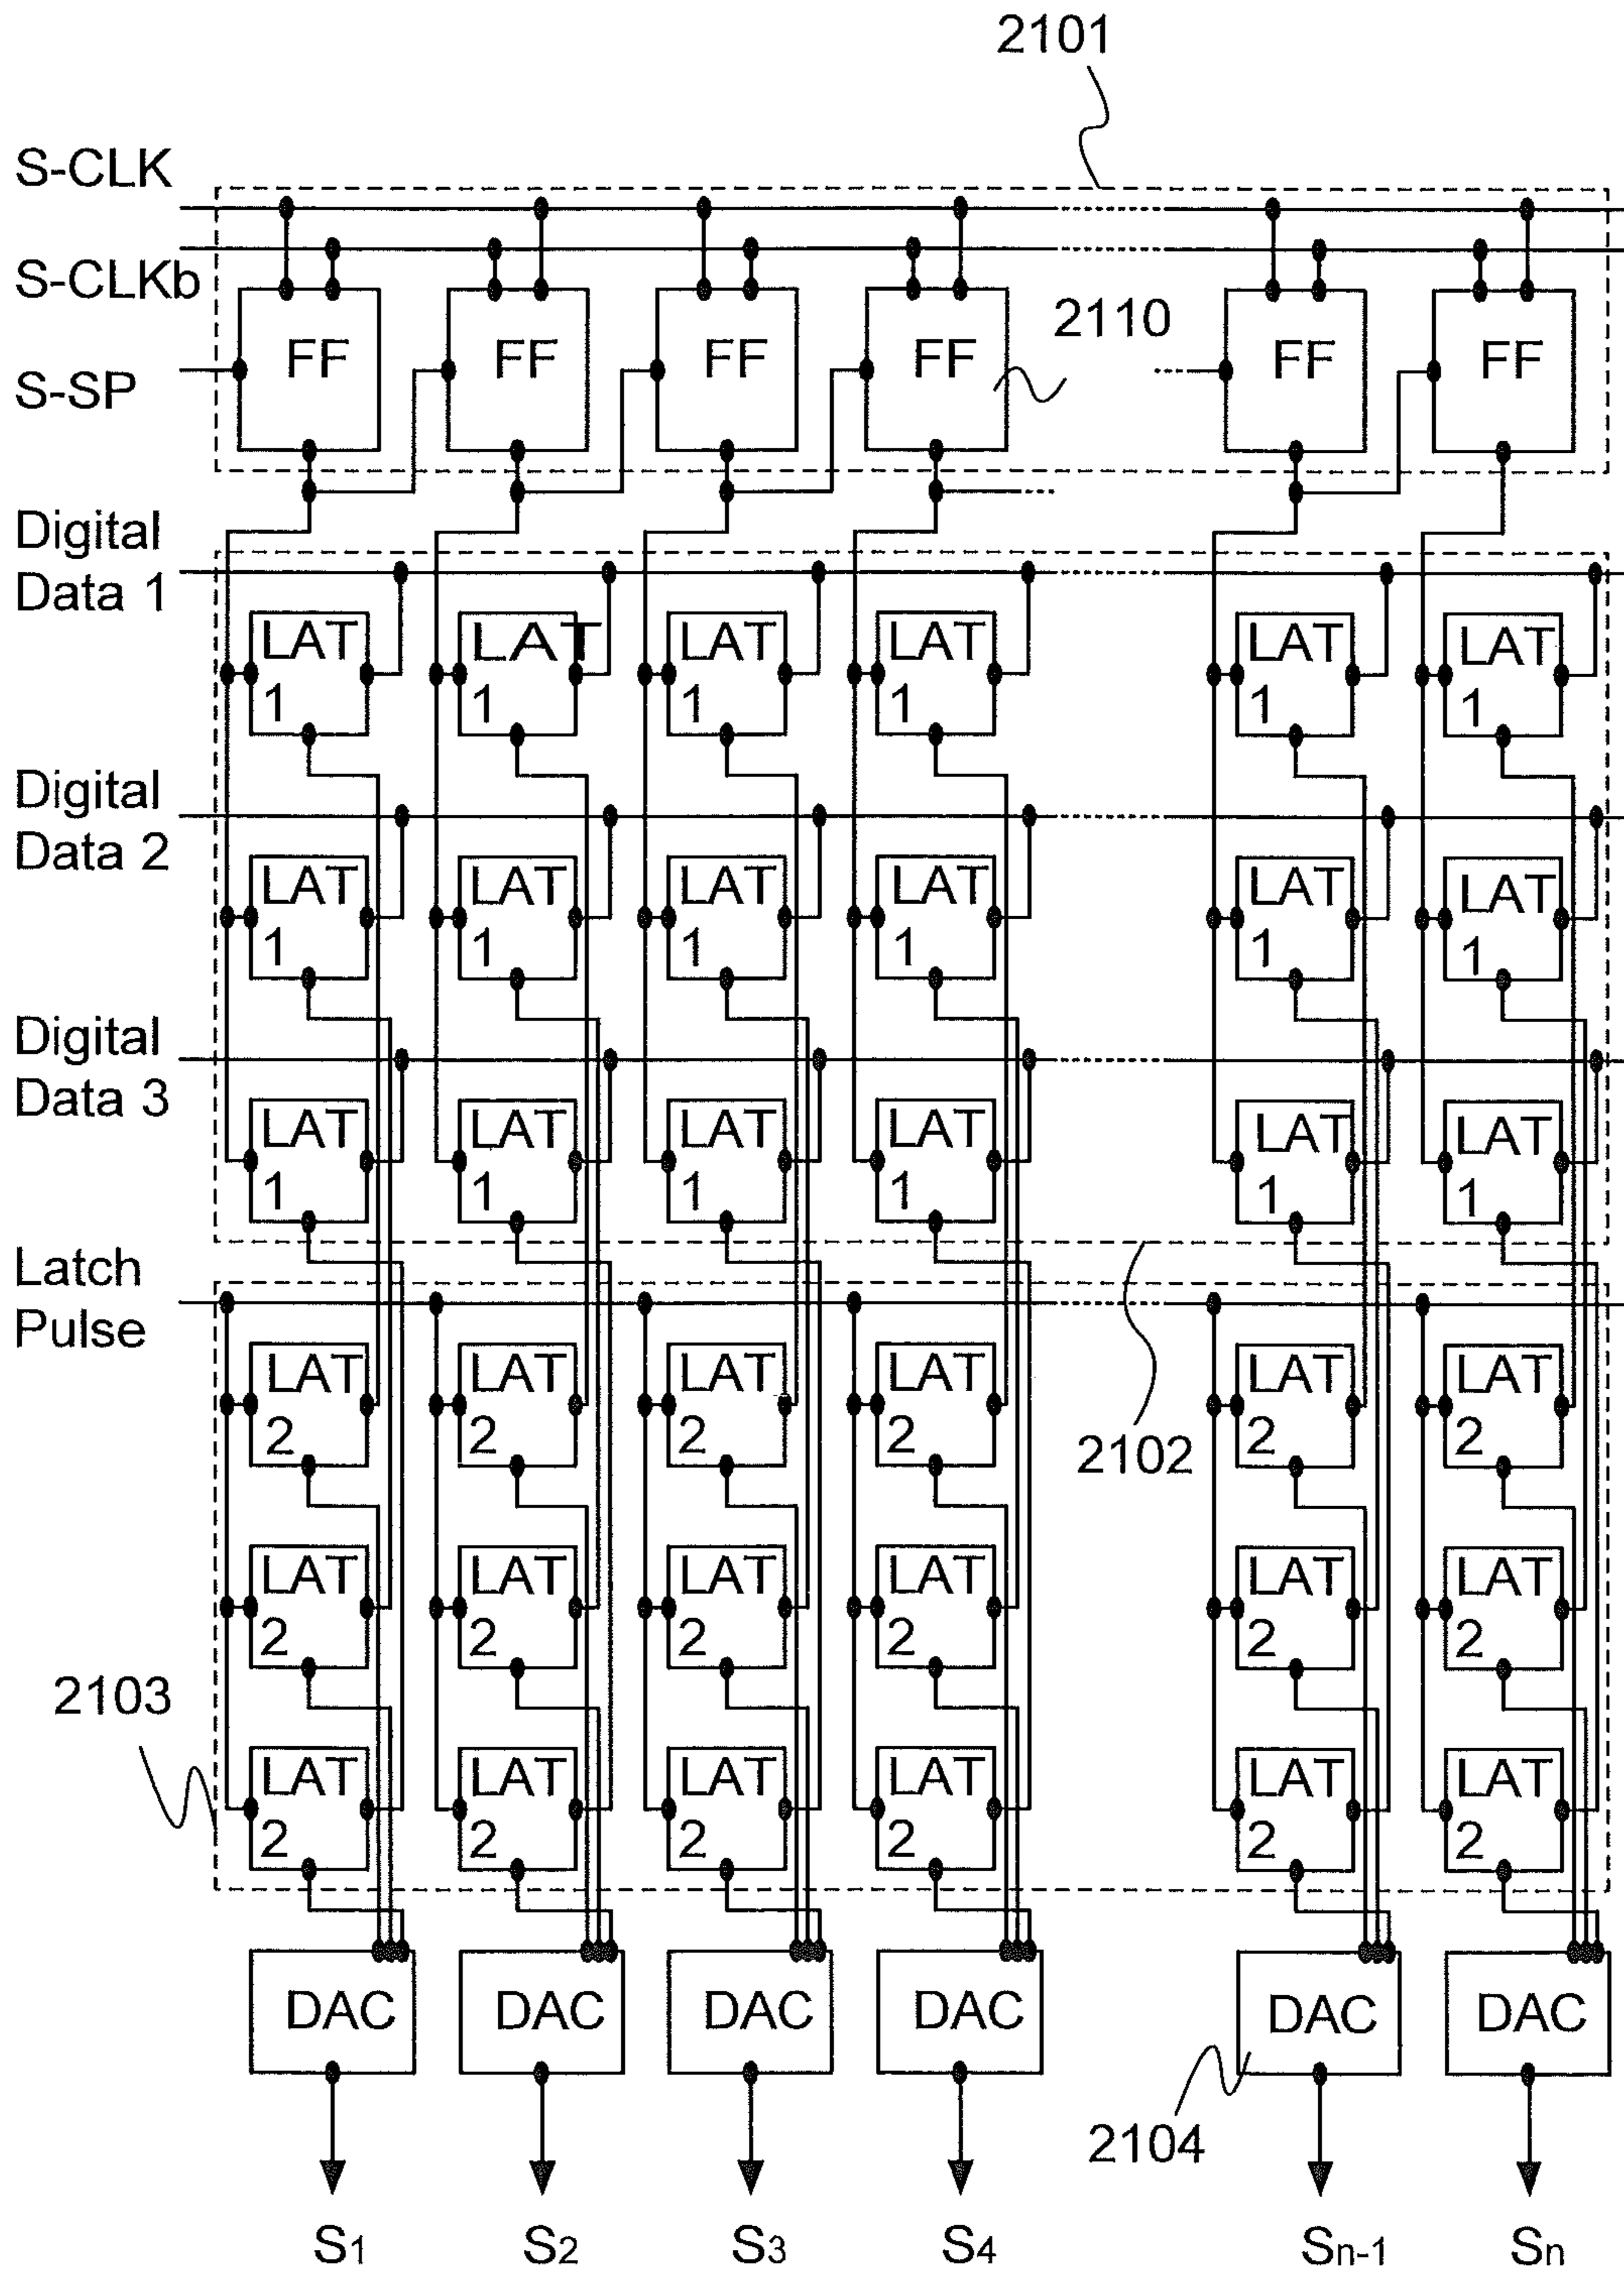 2101
S-CLK
S-CLKb
S-SP
FF FF FF FF FF FF
2110
Digital
Data 1
LAT LAT LAT LAT LAT LAT
1 1 1 1 1 1
Digital
Data 2
LAT LAT LAT LAT LAT LAT
1 1 1 1 1 1
Digital
Data 3
LAT LAT LAT LAT LAT LAT
1 1 1 1 1 1
Latch
Pulse
LAT LAT LAT LAT LAT LAT
2 2 2 2 2 2
2102
LAT LAT LAT LAT LAT LAT
2 2 2 2 2 2
2103
LAT LAT LAT LAT LAT LAT
2 2 2 2 2 2
DAC DAC DAC DAC DAC DAC
2104
S1 S2 S3 S4 Sn-1 Sn